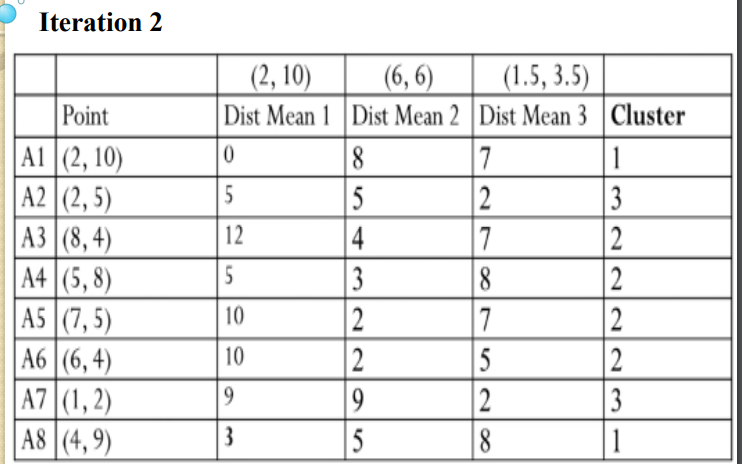 Iteration 2
(2, 10) (6, 6) (1.5, 3.5)
Point Dist Mean 1 Dist Mean 2 Dist Mean 3 Cluster
A1 (2, 10) 0 8 7 1
A2 (2, 5) 5 5 2 3
A3 (8, 4) 12 4 7 2
A4 (5, 8) 5 3 8 2
A5 (7, 5) 10 2 7 2
A6 (6, 4) 10 2 5 2
A7 (1, 2) 9 9 2 3
A8 (4, 9) 3 5 8 1